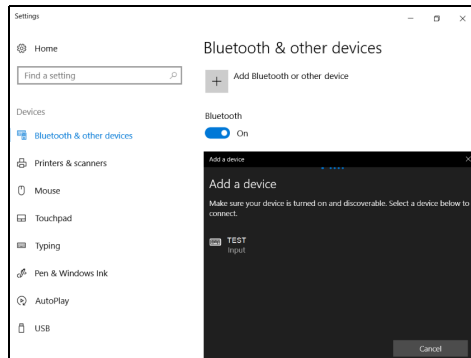 Settings
Home
Find a setting
Devices
Bluetooth & other devices
Printers & scanners
Mouse
Touchpad
Typing
Pen & Windows Ink
AutoPlay
USB
Bluetooth & other devices
Add Bluetooth or other device
Bluetooth
On
Add a device
Add a device
Make sure your device is turned on and discoverable. Select a device below to
connect.
TEST
Input
Cancel